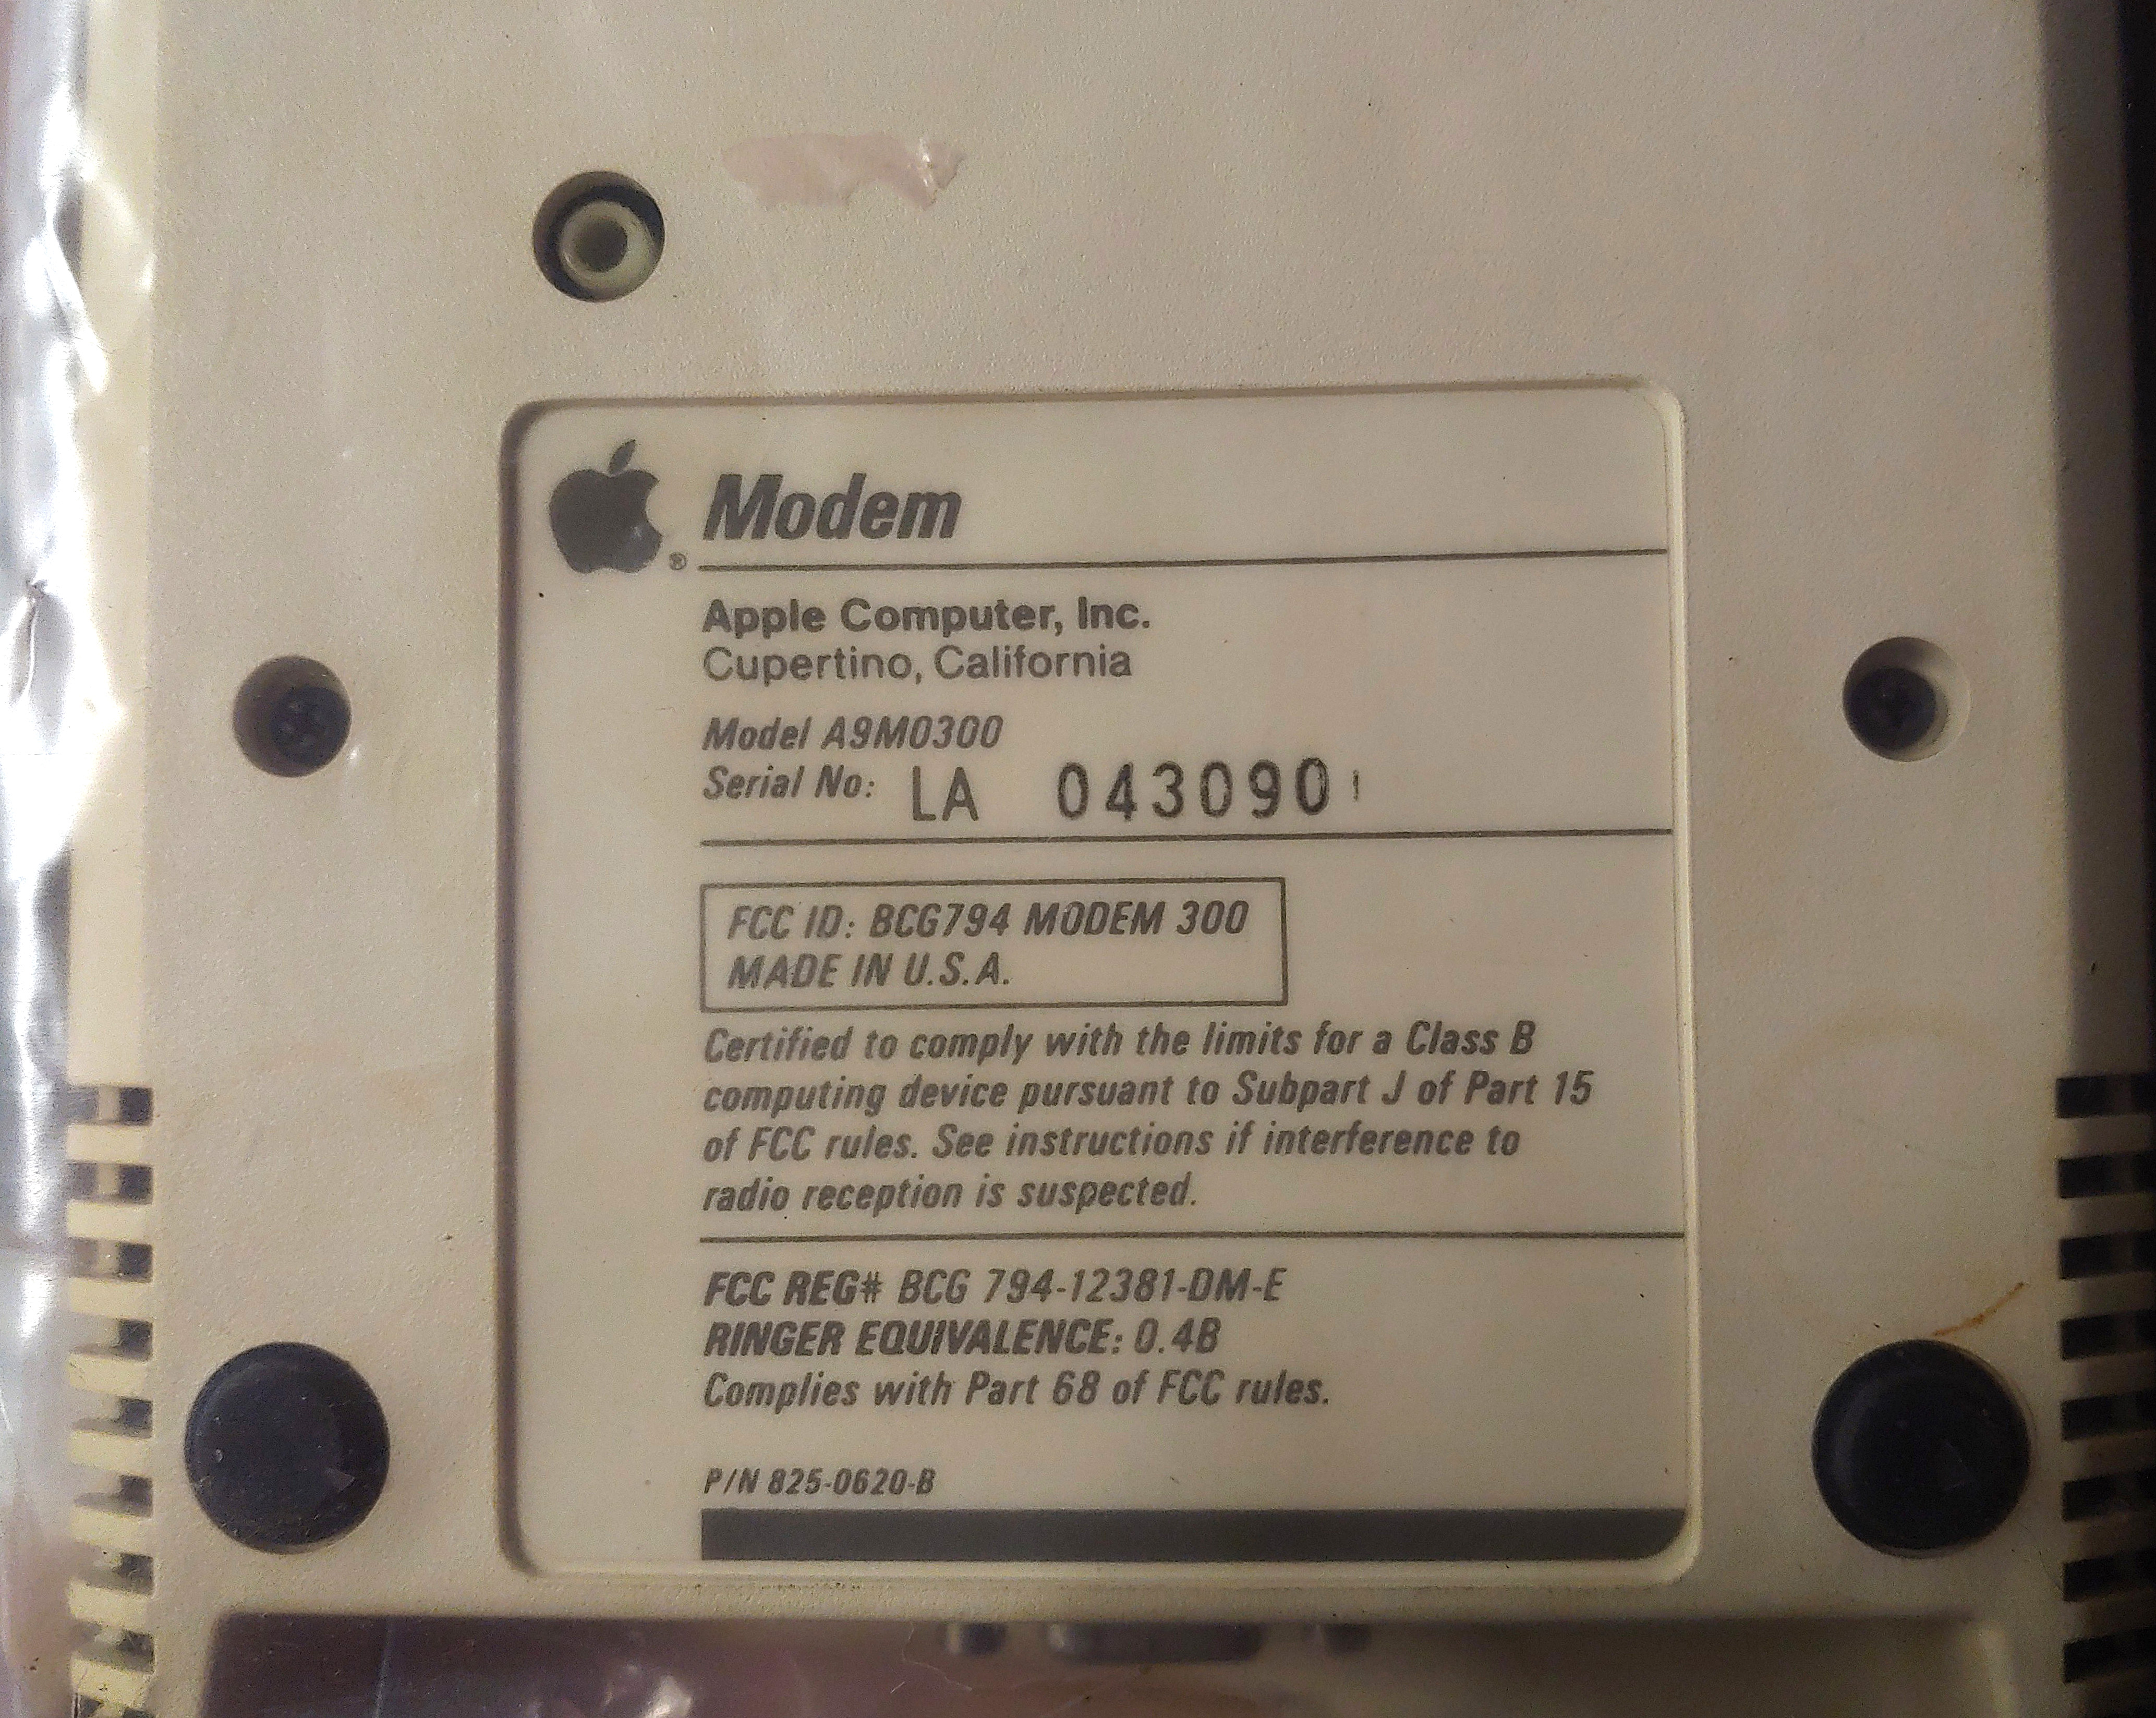 Modem
®
Apple Computer, Inc.
Cupertino, California
Model A9M0300
Serial No: LA 043090
FCC ID: BCG794 MODEM 300
MADE IN U.S.A.
Certified to comply with the limits for a Class B
computing device pursuant to Subpart J of Part 15
of FCC rules. See instructions if interference to
radio reception is suspected.
FCC REG# BCG 794-12381-DM-E
RINGER EQUIVALENCE: 0.4B
Complies with Part 68 of FCC rules.
P/N 825-0620-B